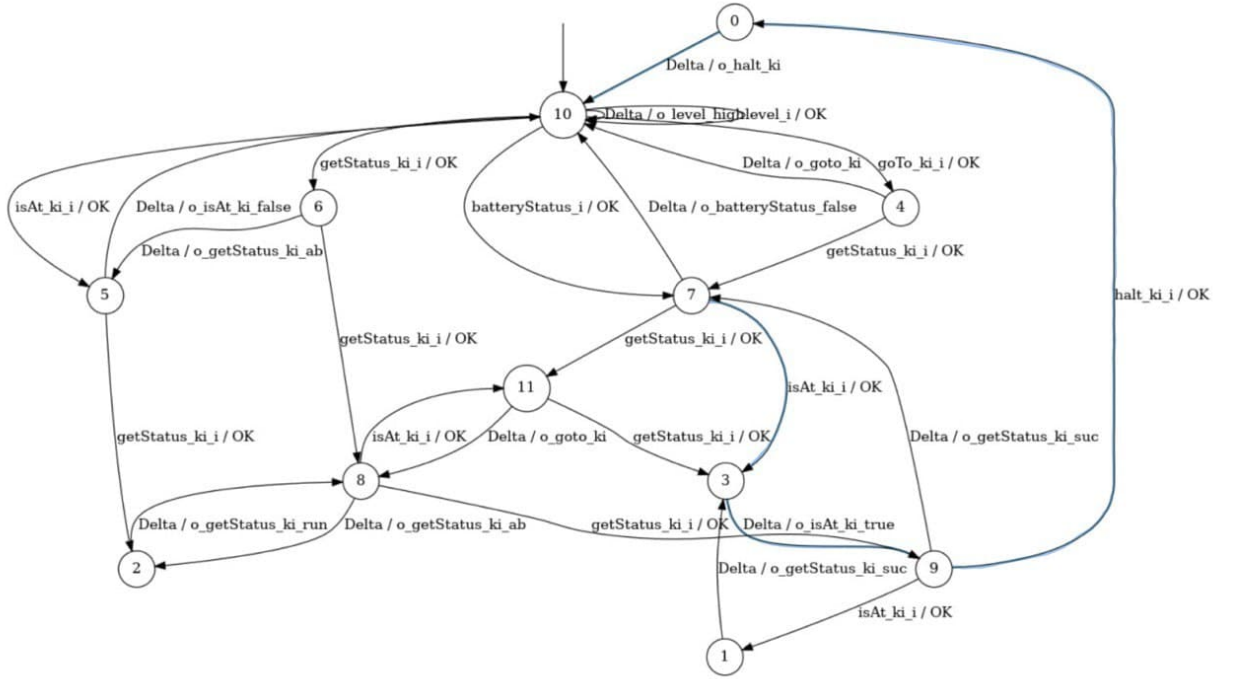 0
Delta / o_halt_ki
10
Delta / o_level_high
level_i / OK
getStatus_ki_i / OK
Delta / o_goto_ki
goTo_ki_i / OK
isAt_ki_i / OK
Delta / o_isAt_ki_false
6
batteryStatus_i / OK
Delta / o_batteryStatus_false
4
Delta / o_getStatus_ki_ab
getStatus_ki_i / OK
5
7
halt_ki_i / OK
getStatus_ki_i / OK
getStatus_ki_i / OK
11
isAt_ki_i / OK
getStatus_ki_i / OK
isAt_ki_i / OK
Delta / o_goto_ki
getStatus_ki_i / OK
Delta / o_getStatus_ki_suc
8
3
Delta / o_getStatus_ki_run
Delta / o_getStatus_ki_ab
getStatus_ki_i / OK
Delta / o_isAt_ki_true
2
Delta / o_getStatus_ki_suc
9
isAt_ki_i / OK
1